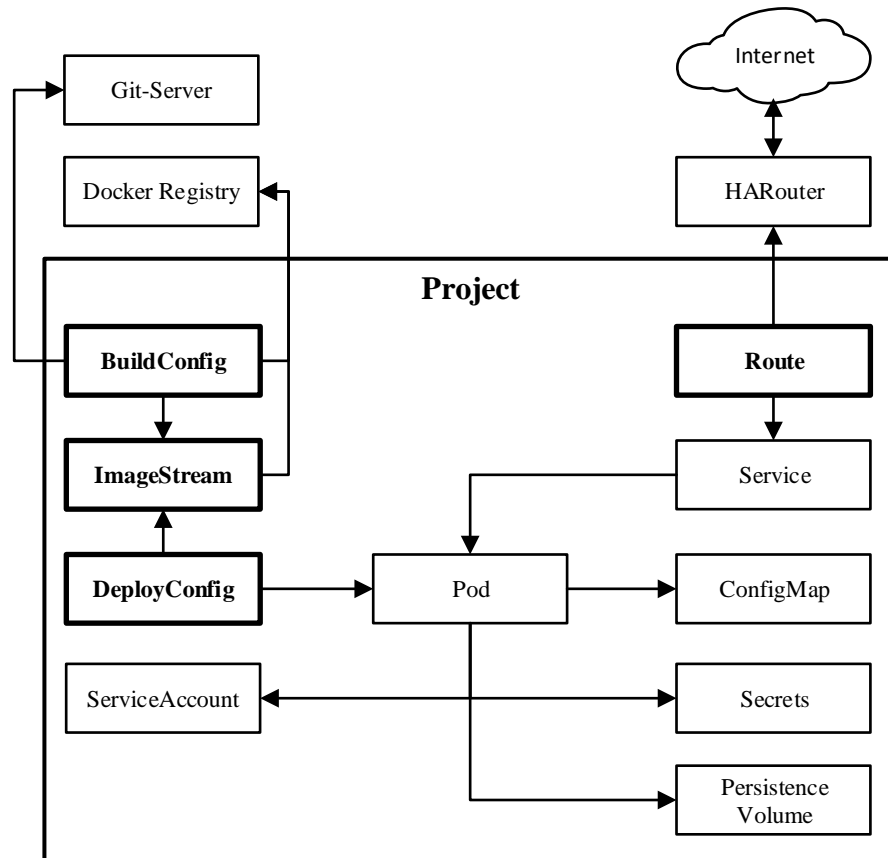 Internet
Git-Server
Docker Registry
HARouter
Project
BuildConfig
Route
ImageStream
Service
DeployConfig
Pod
ConfigMap
ServiceAccount
Secrets
Persistence
Volume